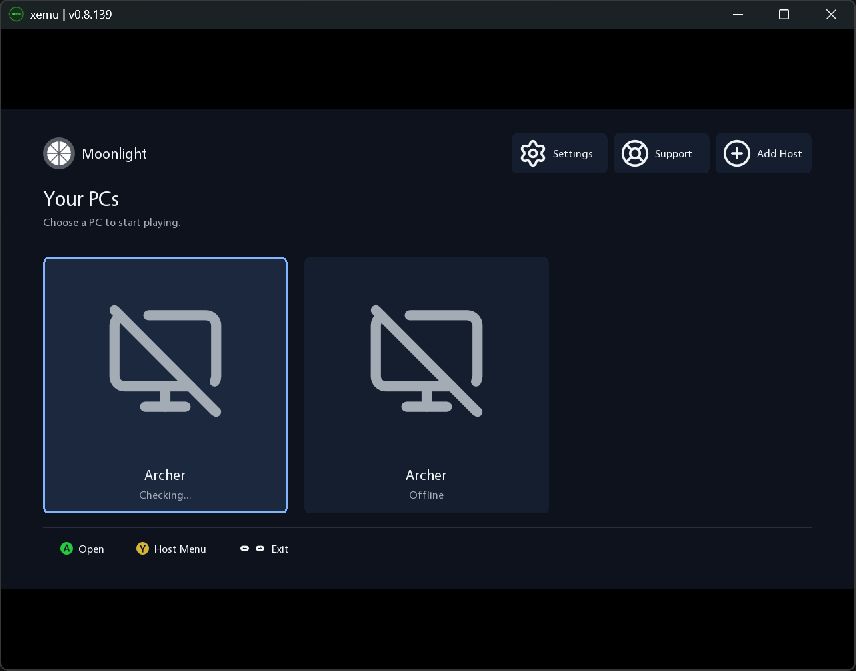 xemu | v0.8.139
Moonlight
Settings
Support
Add Host
Your PCs
Choose a PC to start playing.
Archer
Checking...
Archer
Offline
A Open
Y Host Menu
Exit